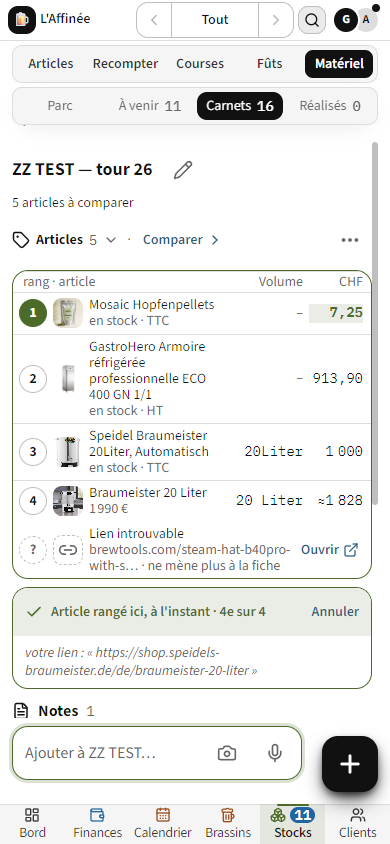 L'Affinée
Tout
G A
Articles Recompter Courses Fûts Matériel
Parc À venir 11 Carnets 16 Réalisés 0
ZZ TEST — tour 26
5 articles à comparer
Articles 5 · Comparer
rang · article Volume CHF
1 Mosaic Hopfenpellets – 7,25
en stock · TTC
2 GastroHero Armoire
réfrigérée
professionnelle ECO – 913,90
400 GN 1/1
en stock · HT
3 Speidel Braumeister
20Liter, Automatisch 20Liter 1 000
en stock · TTC
4 Braumeister 20 Liter 20 Liter ≈1 828
1990 €
? Lien introuvable
brewtools.com/steam-hat-b40pro- Ouvrir
with-s… · ne mène plus à la fiche
Article rangé ici, à l'instant · 4e sur 4 Annuler
votre lien : « https://shop.speidels-
braumeister.de/de/braumeister-20-liter »
Notes 1
Ajouter à ZZ TEST…
11
Bord Finances Calendrier Brassins Stocks Clients